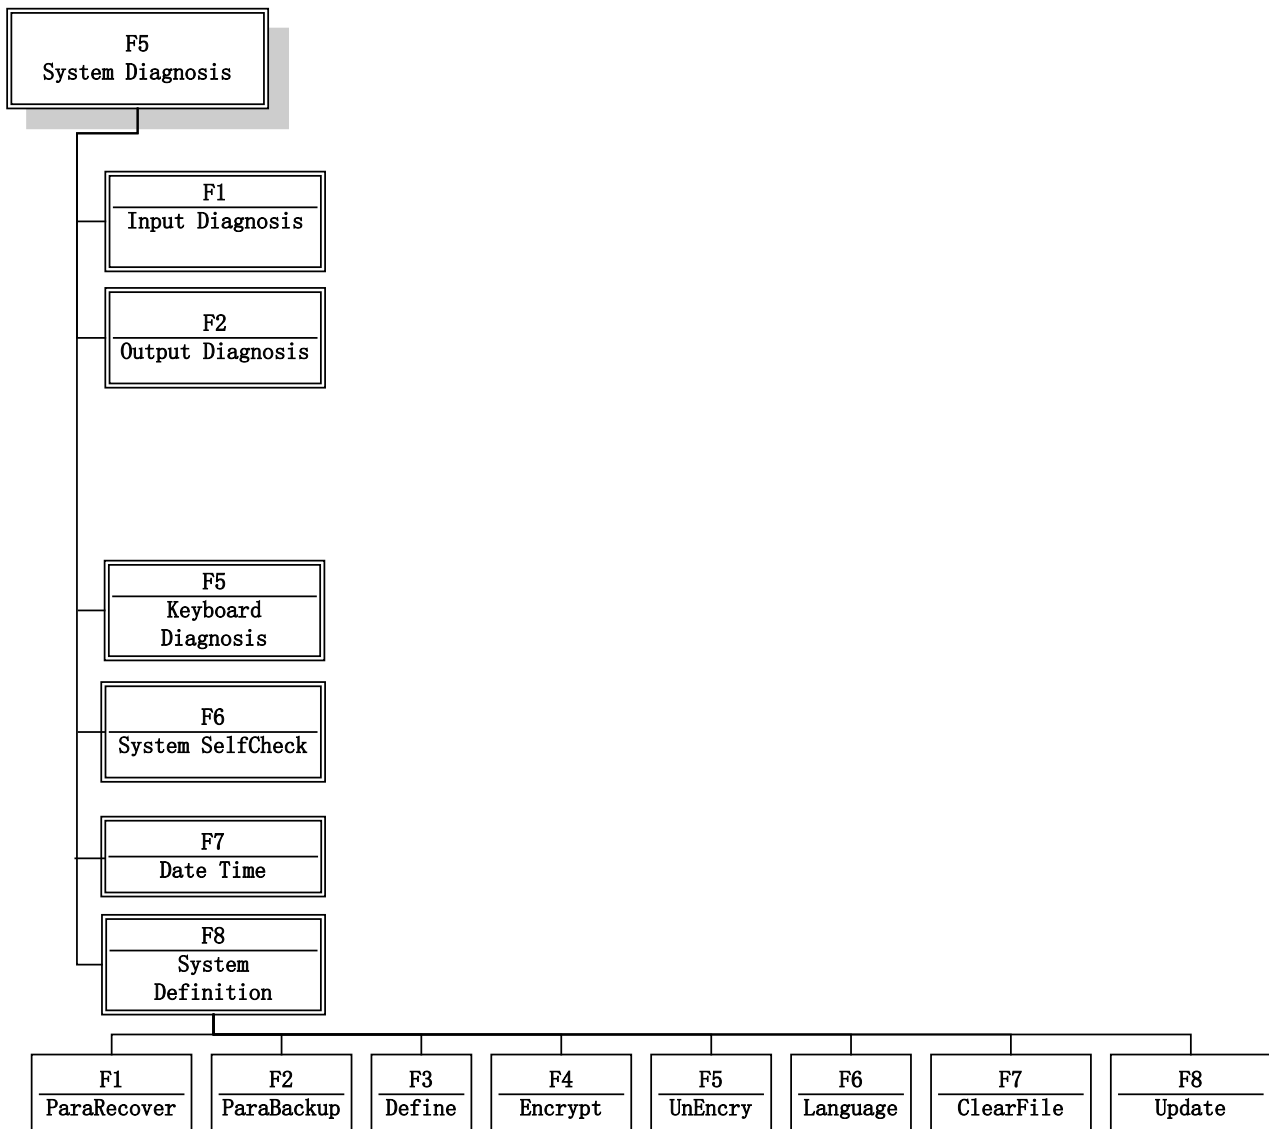 F5
System Diagnosis
F1
Input Diagnosis
F2
Output Diagnosis
F5
Keyboard
Diagnosis
F6
System SelfCheck
F7
Date Time
F8
System
Definition
F1
ParaRecover
F2
ParaBackup
F3
Define
F4
Encrypt
F5
UnEncry
F6
Language
F7
ClearFile
F8
Update